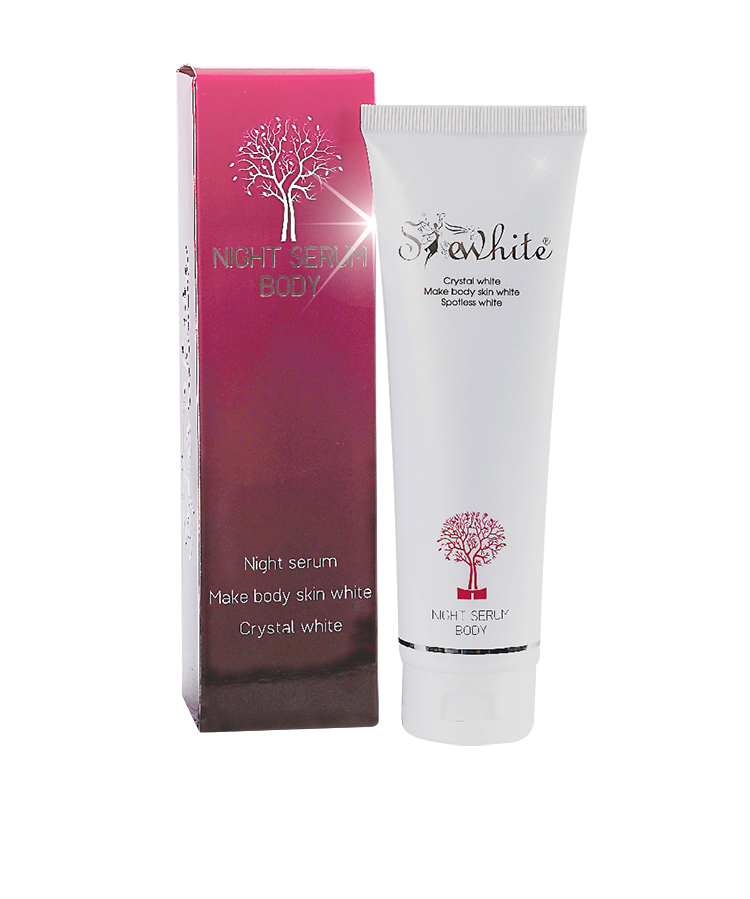 NIGHT SERUM
BODY
Night serum
Make body skin white
Crystal white
white®
Crystal white
Make body skin white
Spotless white
NIGHT SERUM
BODY